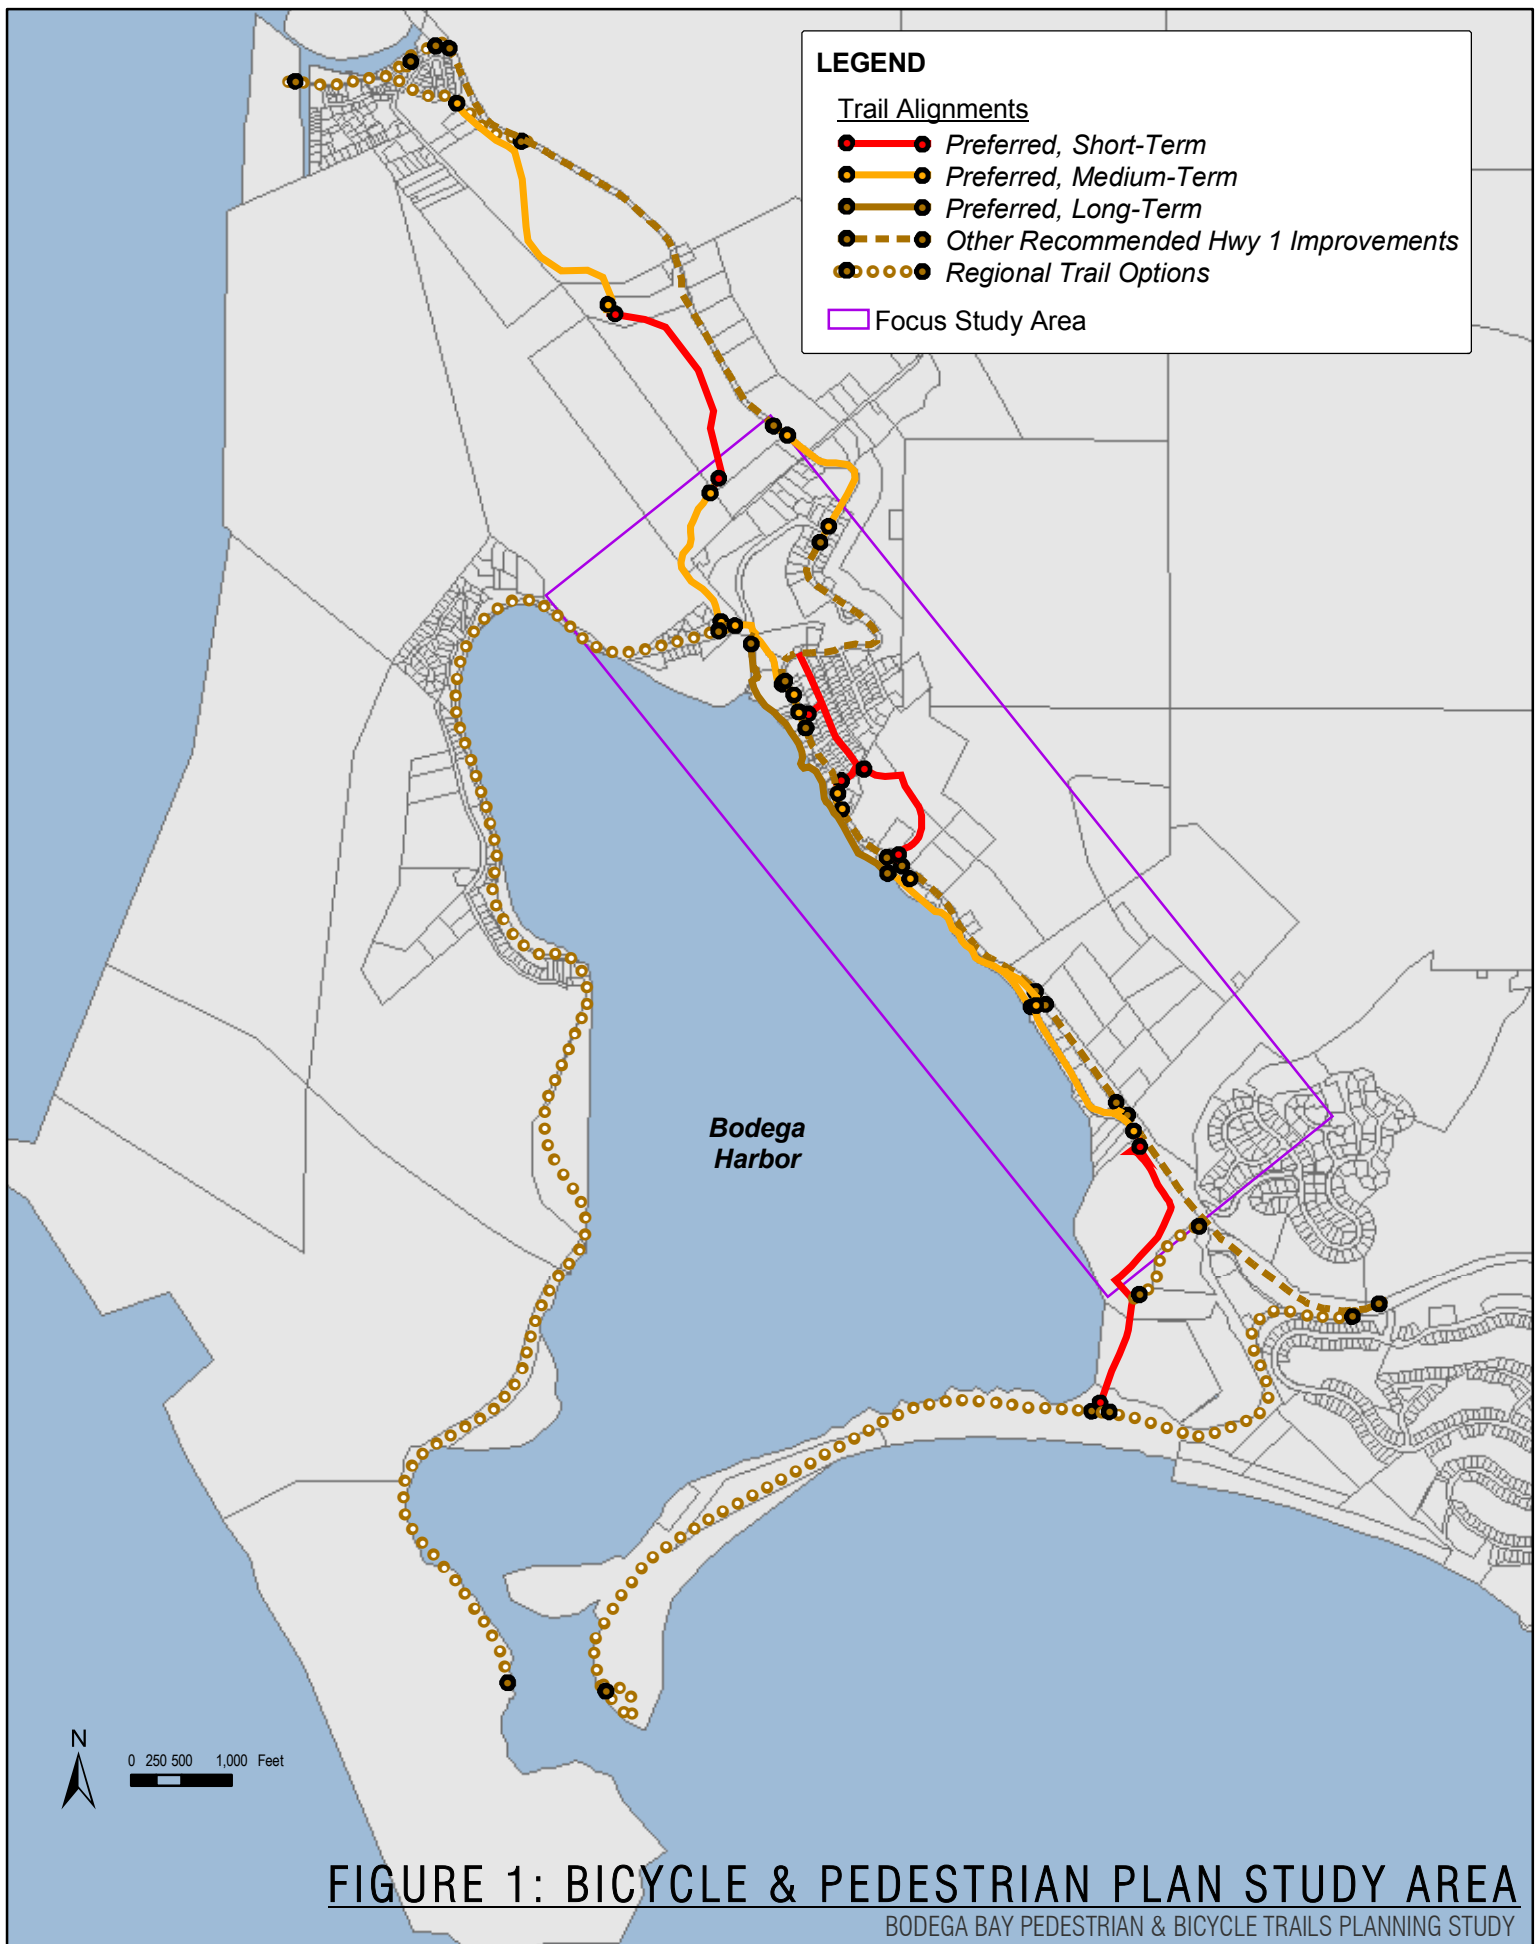 LEGEND
Trail Alignments
Preferred, Short-Term
Preferred, Medium-Term
Preferred, Long-Term
Other Recommended Hwy 1 Improvements
Regional Trail Options
Focus Study Area
Bodega
Harbor
N
0 250 500 1,000 Feet
FIGURE 1: BICYCLE & PEDESTRIAN PLAN STUDY AREA
BODEGA BAY PEDESTRIAN & BICYCLE TRAILS PLANNING STUDY